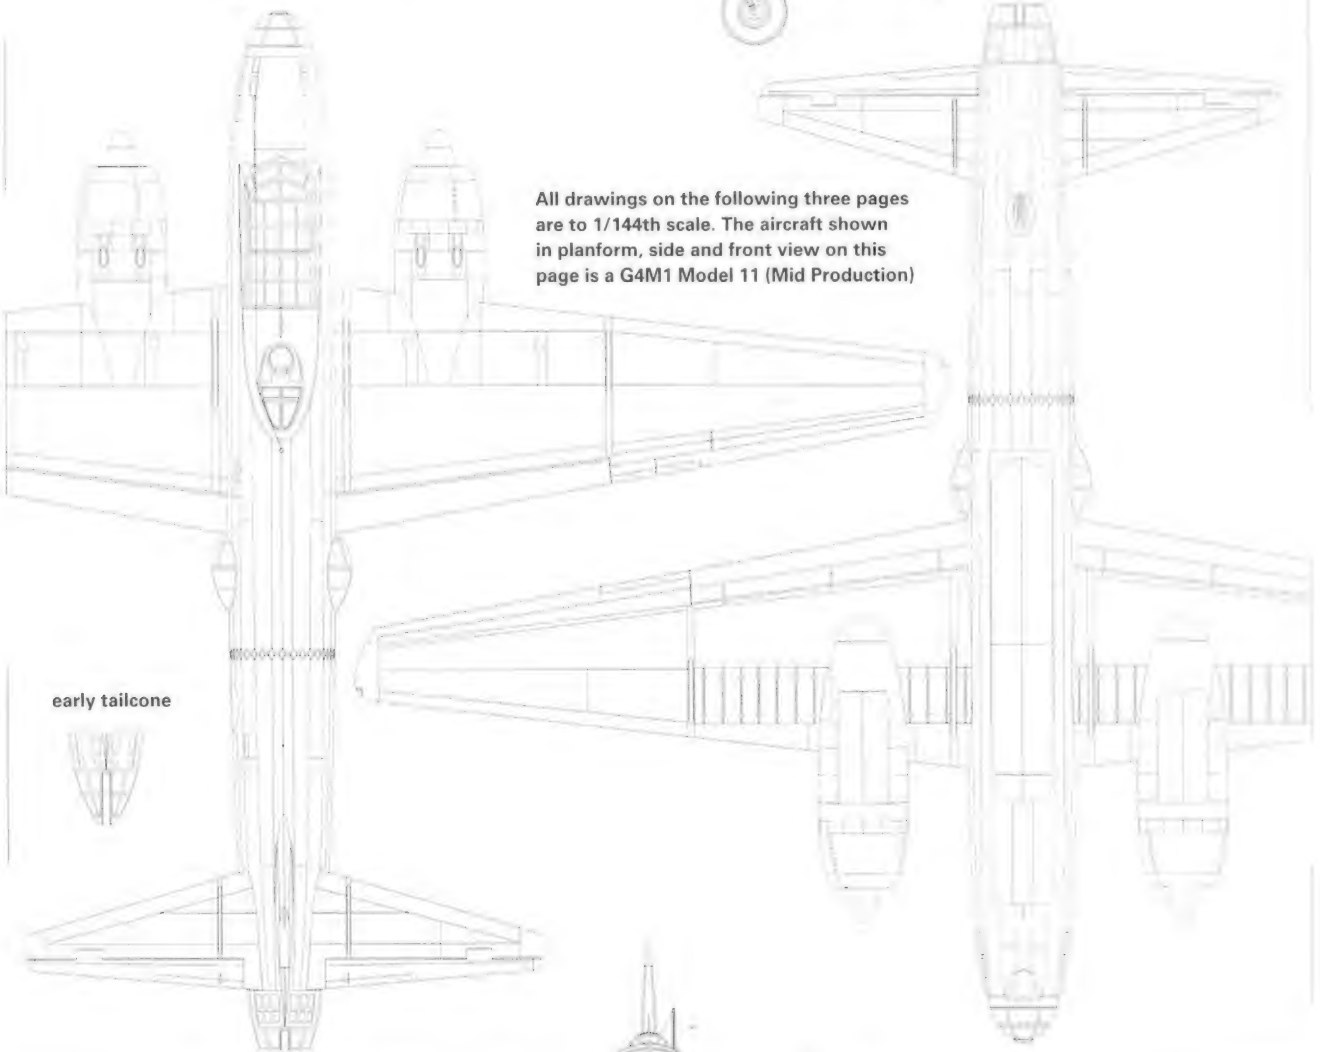 All drawings on the following three pages
are to 1/144th scale. The aircraft shown
in planform, side and front view on this
page is a G4M1 Model 11 (Mid Production)
early tailcone